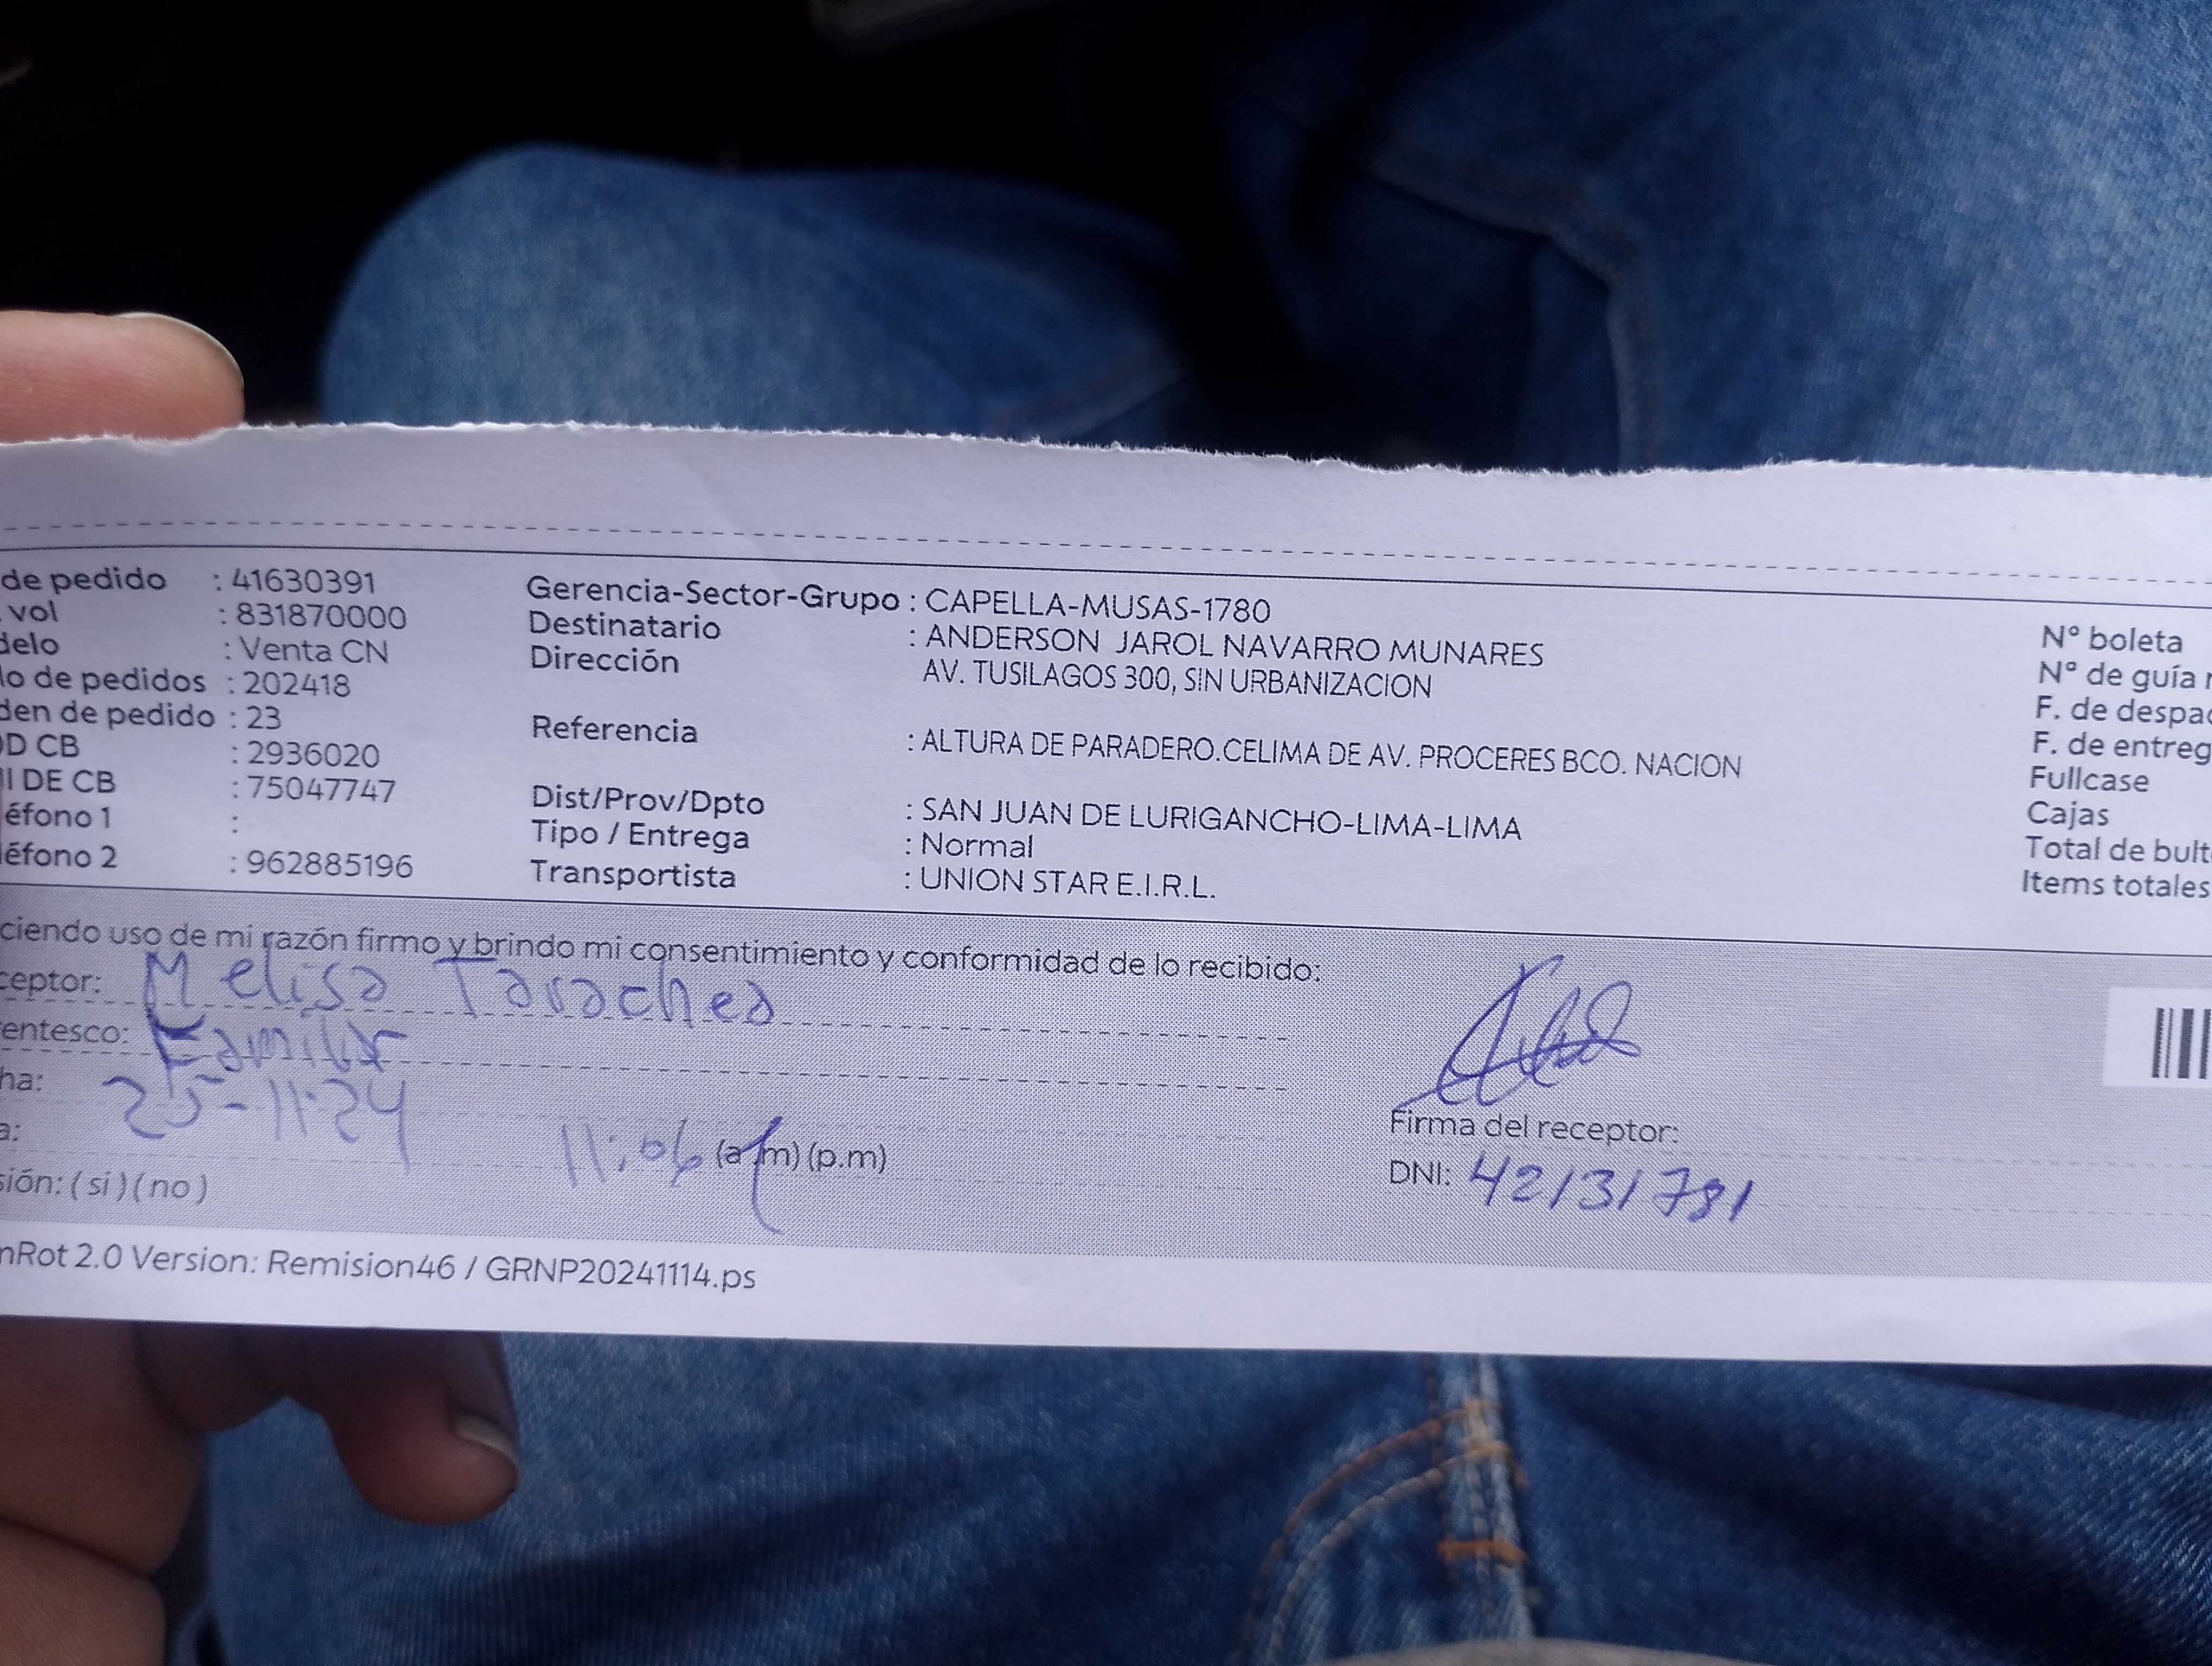 de pedido : 41630391 Gerencia-Sector-Grupo : CAPELLA-MUSAS-1780
vol : 831870000 Destinatario : ANDERSON JAROL NAVARRO MUNARES Nº boleta
delo : Venta CN Dirección AV. TUSILAGOS 300, SIN URBANIZACION Nº de guía
lo de pedidos : 202418 F. de despac
den de pedido : 23 Referencia : ALTURA DE PARADERO.CELIMA DE AV. PROCERES BCO. NACION F. de entreg
D CB : 2936020 Fullcase
I DE CB : 75047747 Dist/Prov/Dpto : SAN JUAN DE LURIGANCHO-LIMA-LIMA Cajas
éfono 1 : Tipo / Entrega : Normal Total de bult
éfono 2 : 962885196 Transportista : UNION STAR E.I.R.L. Items totales
ciendo uso de mi razón firmo y brindo mi consentimiento y conformidad de lo recibido:
ceptor: Melisa
entesco: Familiar
ha: 25-11-24
a: 11:06 (a.m) (p.m) Firma del receptor:
sión: ( si ) ( no ) DNI: 42131781
nRot 2.0 Version: Remision46 / GRNP20241114.ps